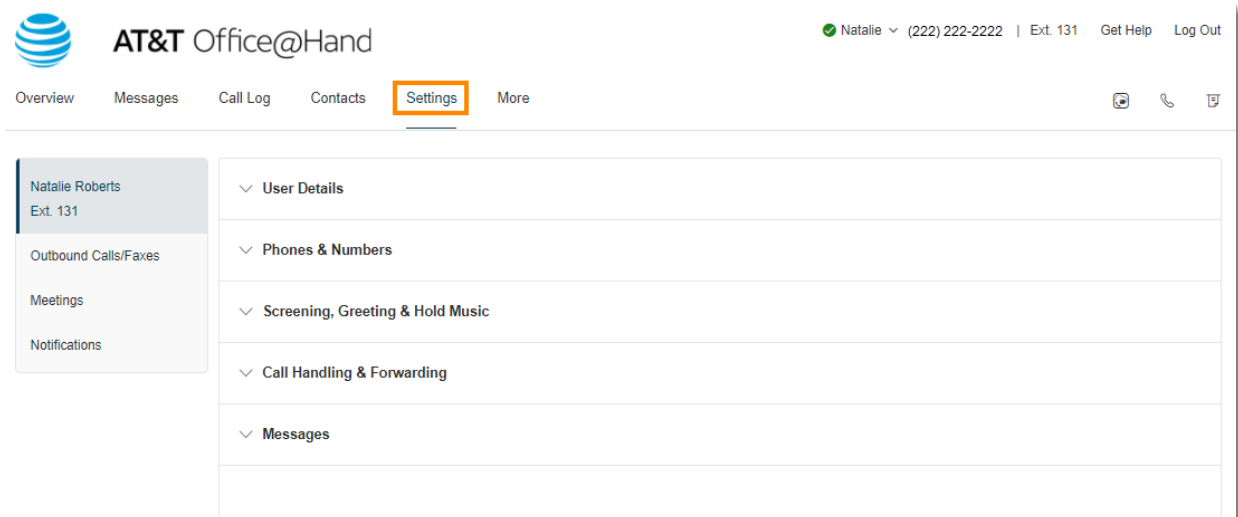 AT&T Office@Hand
Natalie (222) 222-2222 | Ext. 131 Get Help Log Out
Overview Messages Call Log Contacts Settings More
Natalie Roberts
Ext. 131
Outbound Calls/Faxes
Meetings
Notifications
User Details
Phones & Numbers
Screening, Greeting & Hold Music
Call Handling & Forwarding
Messages